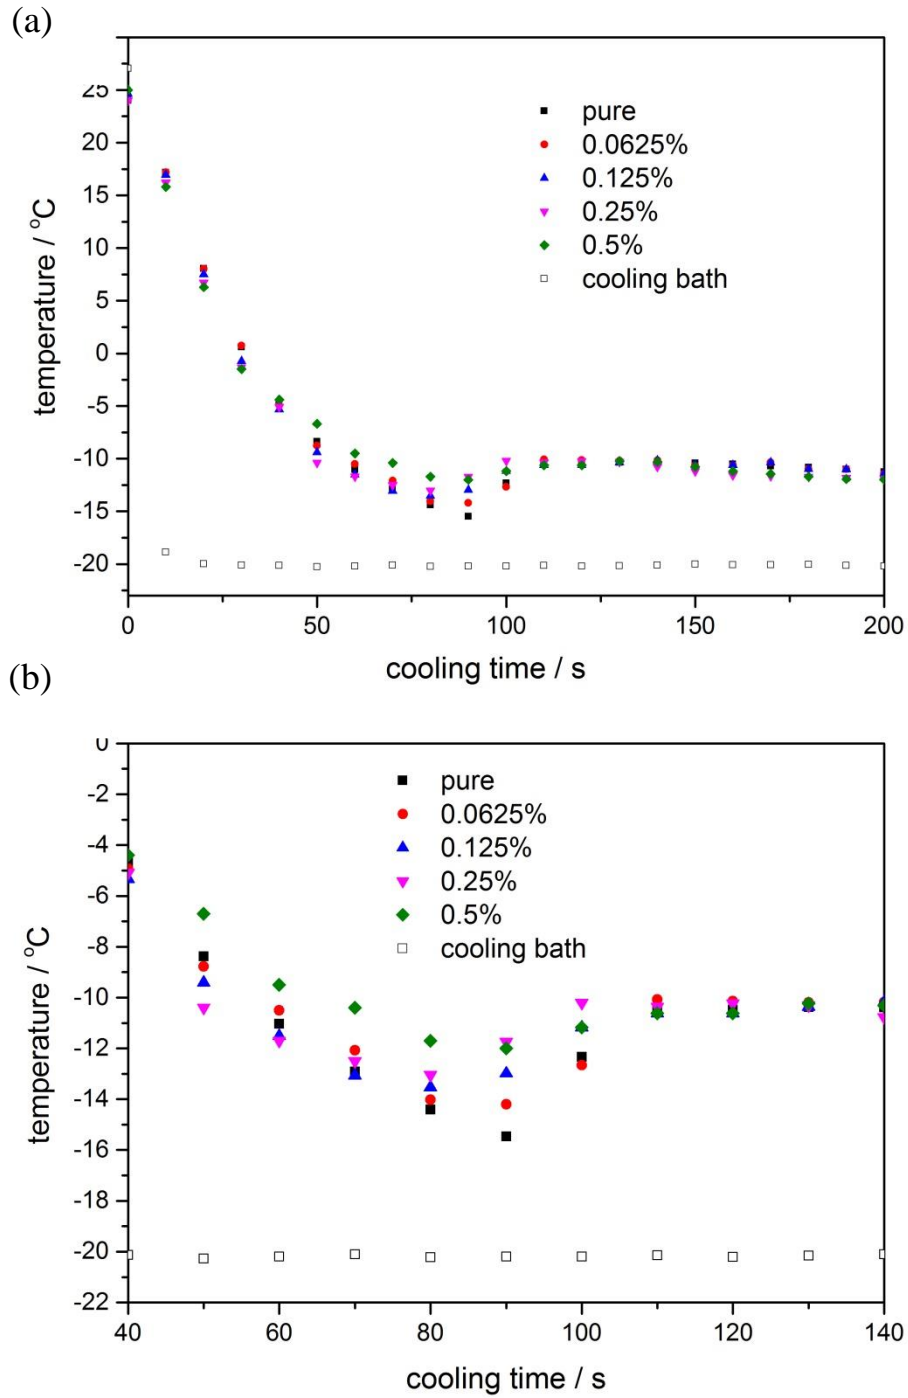 (a)
25
20
15
10
5
0
-5
-10
-15
-20
temperature / °C
pure
0.0625%
0.125%
0.25%
0.5%
cooling bath
0 50 100 150 200
cooling time / s
(b)
0
-2
-4
-6
-8
-10
-12
-14
-16
-18
-20
-22
temperature / °C
pure
0.0625%
0.125%
0.25%
0.5%
cooling bath
40 60 80 100 120 140
cooling time / s